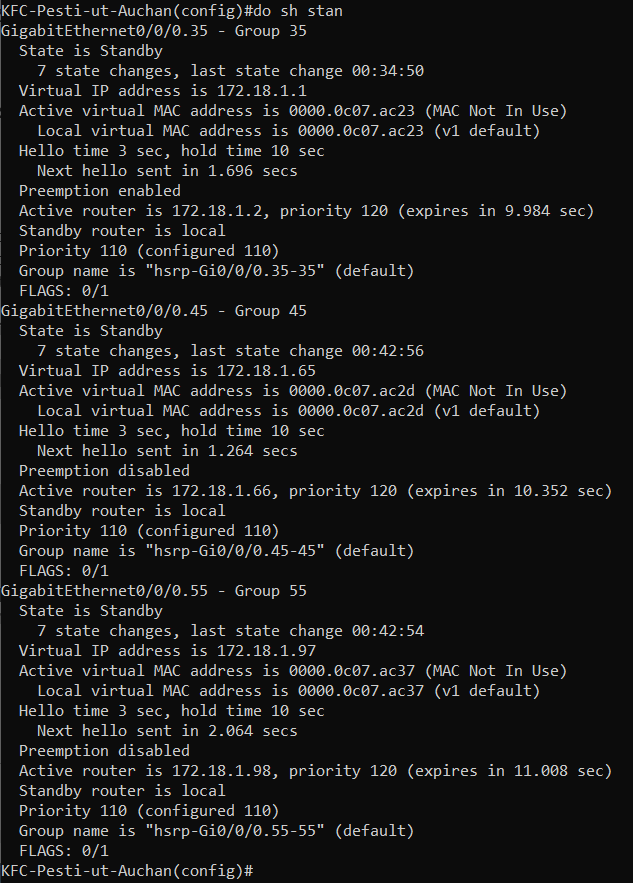 KFC-Pesti-ut-Auchan(config)#do sh stan
GigabitEthernet0/0/0.35 - Group 35
  State is Standby
    7 state changes, last state change 00:34:50
  Virtual IP address is 172.18.1.1
  Active virtual MAC address is 0000.0c07.ac23 (MAC Not In Use)
    Local virtual MAC address is 0000.0c07.ac23 (v1 default)
  Hello time 3 sec, hold time 10 sec
    Next hello sent in 1.696 secs
  Preemption enabled
  Active router is 172.18.1.2, priority 120 (expires in 9.984 sec)
  Standby router is local
  Priority 110 (configured 110)
  Group name is "hsrp-Gi0/0/0.35-35" (default)
  FLAGS: 0/1
GigabitEthernet0/0/0.45 - Group 45
  State is Standby
    7 state changes, last state change 00:42:56
  Virtual IP address is 172.18.1.65
  Active virtual MAC address is 0000.0c07.ac2d (MAC Not In Use)
    Local virtual MAC address is 0000.0c07.ac2d (v1 default)
  Hello time 3 sec, hold time 10 sec
    Next hello sent in 1.264 secs
  Preemption disabled
  Active router is 172.18.1.66, priority 120 (expires in 10.352 sec)
  Standby router is local
  Priority 110 (configured 110)
  Group name is "hsrp-Gi0/0/0.45-45" (default)
  FLAGS: 0/1
GigabitEthernet0/0/0.55 - Group 55
  State is Standby
    7 state changes, last state change 00:42:54
  Virtual IP address is 172.18.1.97
  Active virtual MAC address is 0000.0c07.ac37 (MAC Not In Use)
    Local virtual MAC address is 0000.0c07.ac37 (v1 default)
  Hello time 3 sec, hold time 10 sec
    Next hello sent in 2.064 secs
  Preemption disabled
  Active router is 172.18.1.98, priority 120 (expires in 11.008 sec)
  Standby router is local
  Priority 110 (configured 110)
  Group name is "hsrp-Gi0/0/0.55-55" (default)
  FLAGS: 0/1
KFC-Pesti-ut-Auchan(config)#